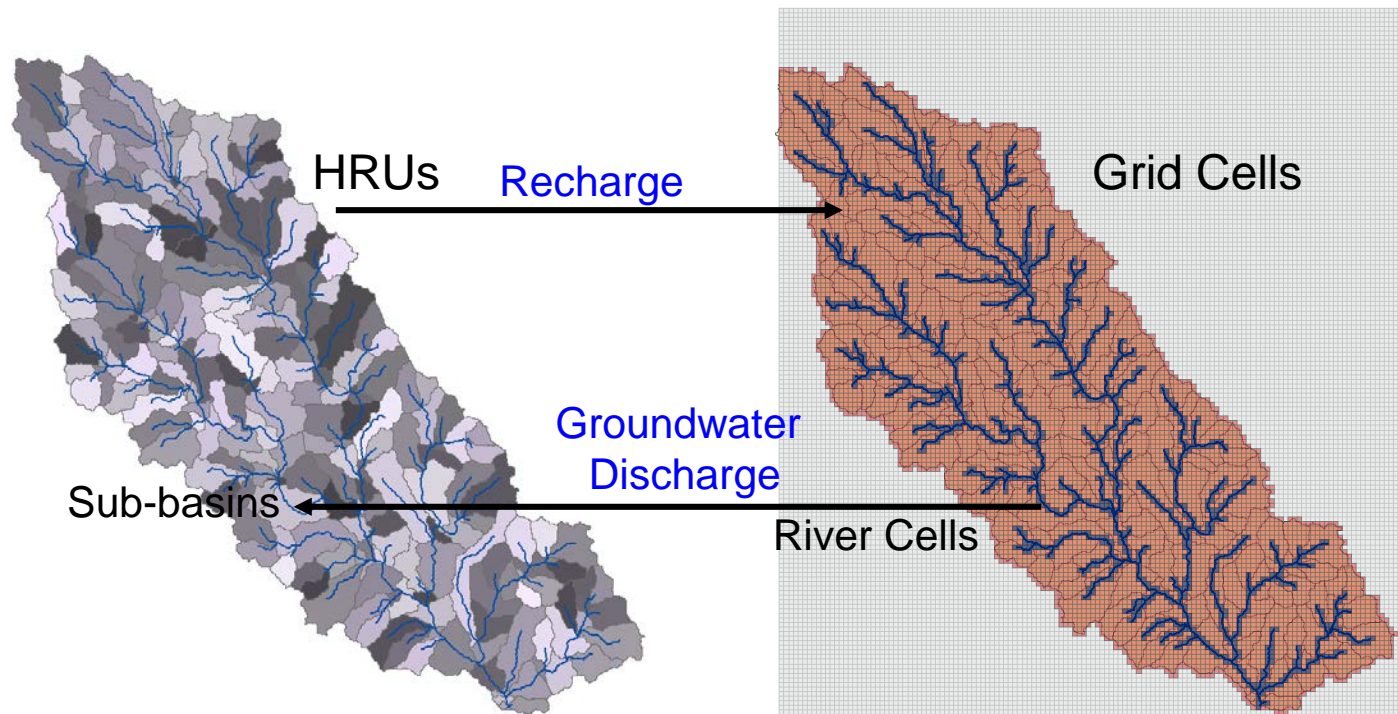 HRUs
Recharge
Grid Cells
Groundwater
Discharge
Sub-basins
River Cells